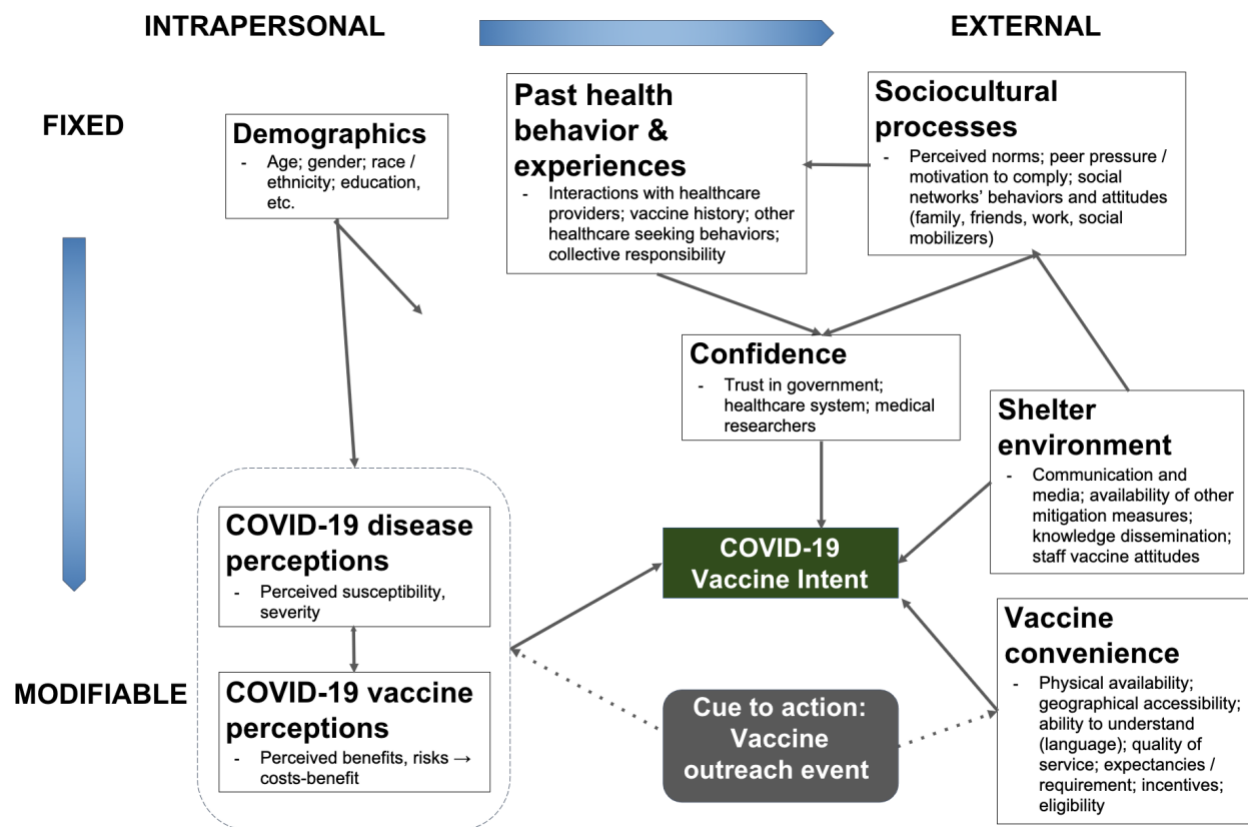 INTRAPERSONAL
EXTERNAL
FIXED
MODIFIABLE
Demographics
- Age; gender; race /
ethnicity; education,
etc.
Past health
behavior &
experiences
- Interactions with healthcare
providers; vaccine history; other
healthcare seeking behaviors;
collective responsibility
Sociocultural
processes
- Perceived norms; peer pressure /
motivation to comply; social
networks’ behaviors and attitudes
(family, friends, work, social
mobilizers)
Confidence
- Trust in government;
healthcare system; medical
researchers
Shelter
environment
- Communication and
media; availability of other
mitigation measures;
knowledge dissemination;
staff vaccine attitudes
COVID-19 disease
perceptions
- Perceived susceptibility,
severity
COVID-19
Vaccine Intent
COVID-19 vaccine
perceptions
- Perceived benefits, risks →
costs-benefit
Cue to action:
Vaccine
outreach event
Vaccine
convenience
- Physical availability;
geographical accessibility;
ability to understand
(language); quality of
service; expectancies /
requirement; incentives;
eligibility